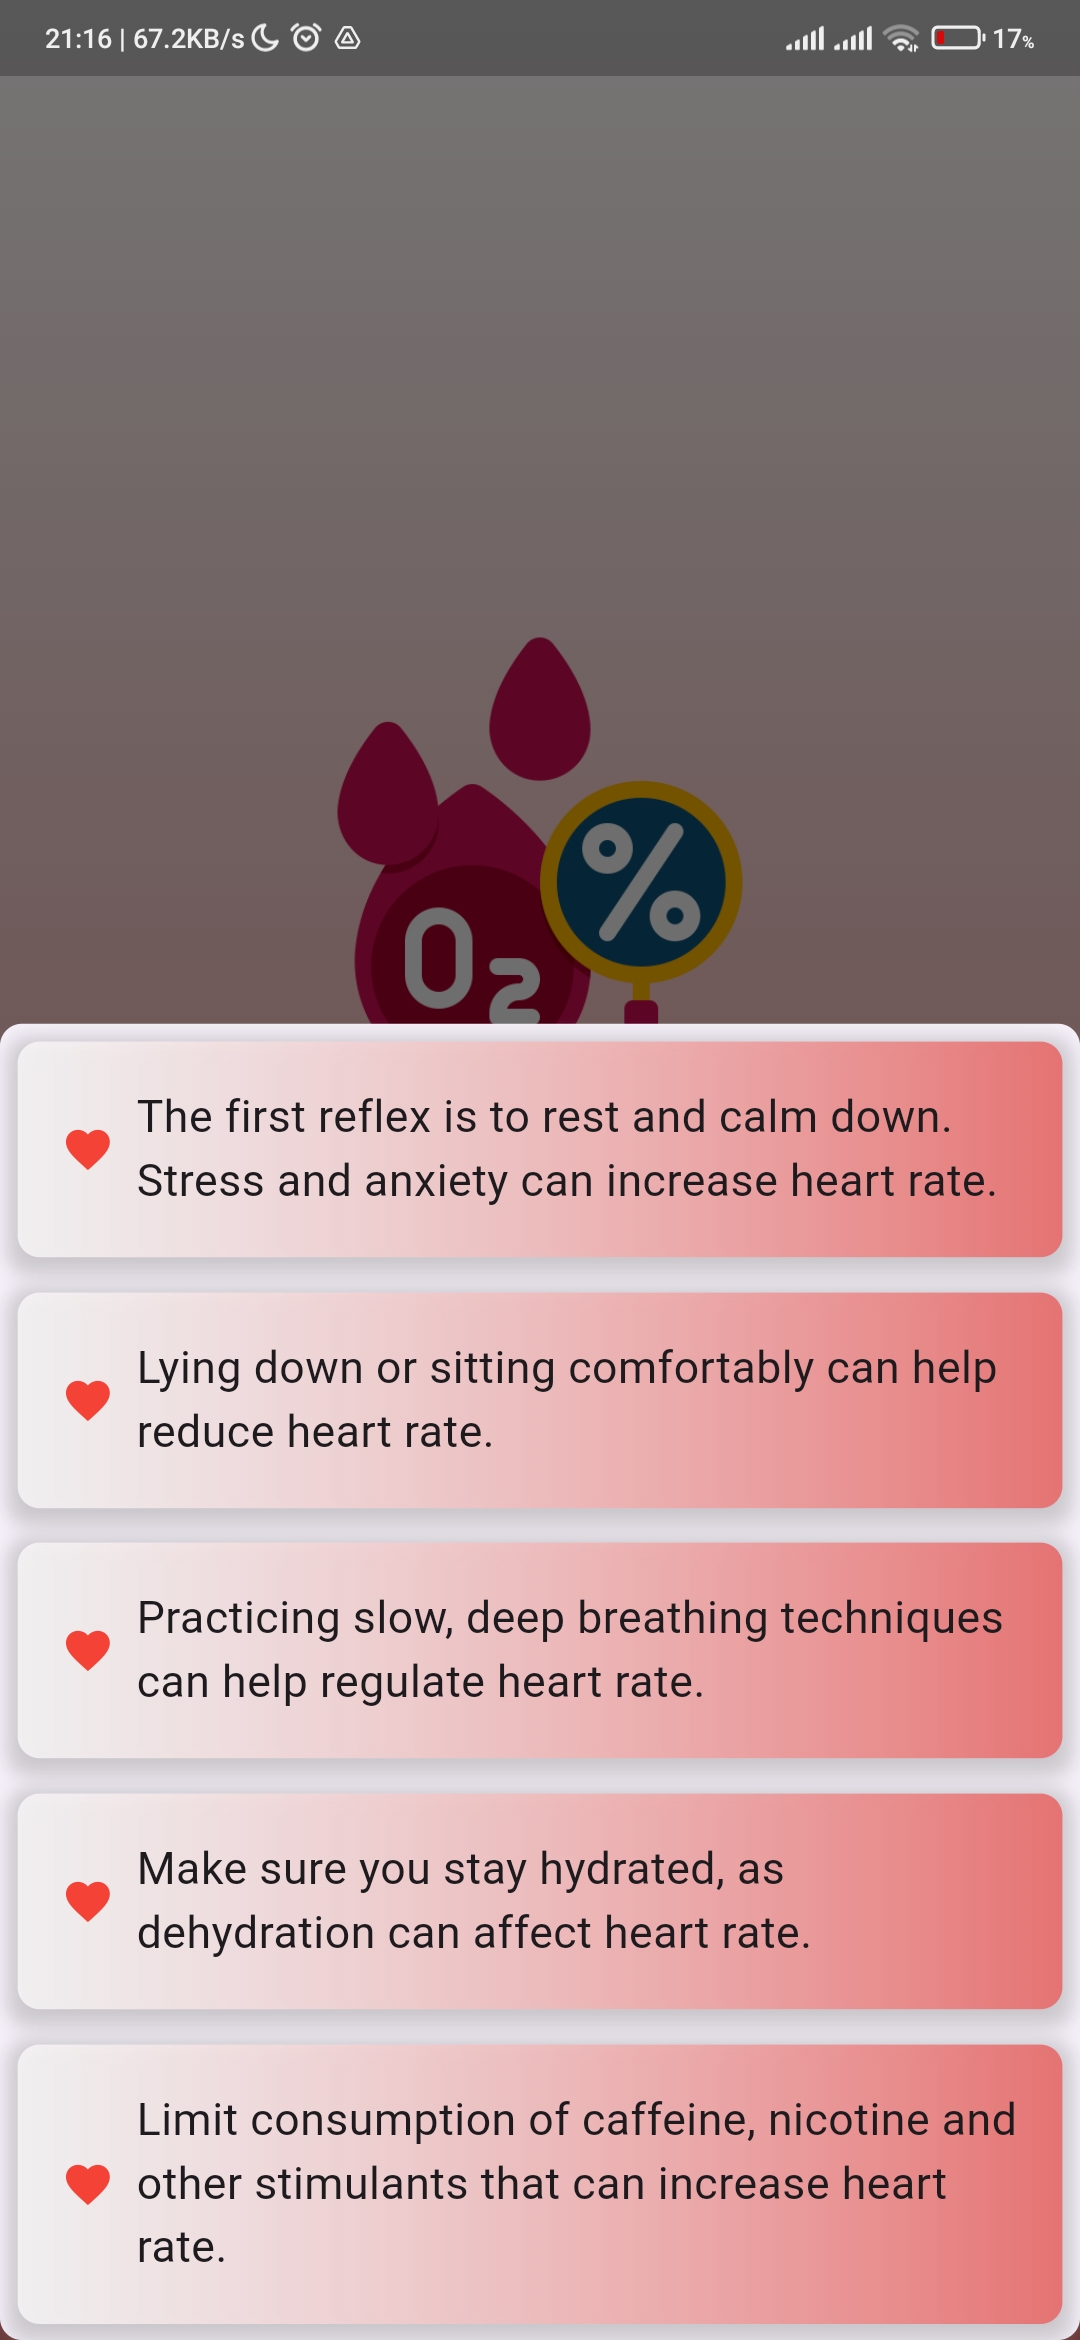 21:16 | 67.2KB/s 17%
%
O2
The first reflex is to rest and calm down.
Stress and anxiety can increase heart rate.
Lying down or sitting comfortably can help
reduce heart rate.
Practicing slow, deep breathing techniques
can help regulate heart rate.
Make sure you stay hydrated, as
dehydration can affect heart rate.
Limit consumption of caffeine, nicotine and
other stimulants that can increase heart
rate.